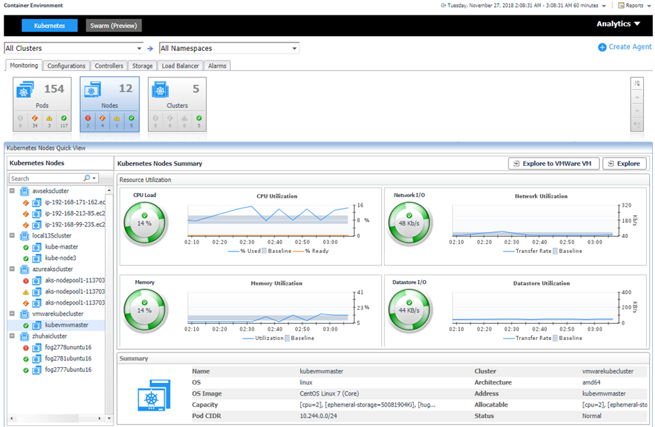 Container Environment
Tuesday, November 27, 2018 2:08:31 AM - 3:08:31 AM 60 minutes
Reports
Kubernetes Swarm (Preview) Analytics
All Clusters All Namespaces Create Agent
Monitoring Configurations Controllers Storage Load Balancer Alarms
154 12 5
Pods Nodes Clusters
0 34 3 117 2 4 1 5 0 0 0 5
Kubernetes Nodes Quick View
Kubernetes Nodes
Search
awsekscluster
ip-192-168-171-162.ec2
ip-192-168-213-85.ec2
ip-192-168-99-235.ec2
local135cluster
kube-master
kube-node3
azureakscluster
aks-nodepool1-113703
aks-nodepool1-113703
aks-nodepool1-113703
vmwarekubecluster
kubevmvmaster
zhuhaicluster
fog2778ununtu16
fog2781ubuntu16
fog2777ubuntu16
Kubernetes Nodes Summary Explore to VMWare VM Explore
Resource Utilization
CPU Load
14 %
CPU Utilization
16
8 %
0
02:10 02:20 02:30 02:40 02:50 03:00
% Used Baseline % Ready
Network I/O
48 Kb/s
Network Utilization
320
180
40
Kb/s
02:10 02:20 02:30 02:40 02:50 03:00
Transfer Rate Baseline
Memory
14 %
Memory Utilization
41
23 %
5
02:10 02:20 02:30 02:40 02:50 03:00
Utilization Baseline
Datastore I/O
44 KB/s
Datastore Utilization
200
0
KB/s
02:10 02:20 02:30 02:40 02:50 03:00
Transfer Rate Baseline
Summary
Name kubevmvmaster Cluster vmwarekubecluster
OS linux Architecture amd64
OS Image CentOS Linux 7 (Core) Address kubevmvmaster
Capacity [cpu=2], [ephemeral-storage=50081904Ki], [hug... Allocatable [cpu=2], [ephemeral-sto...
Pod CIDR 10.244.0.0/24 Status Normal